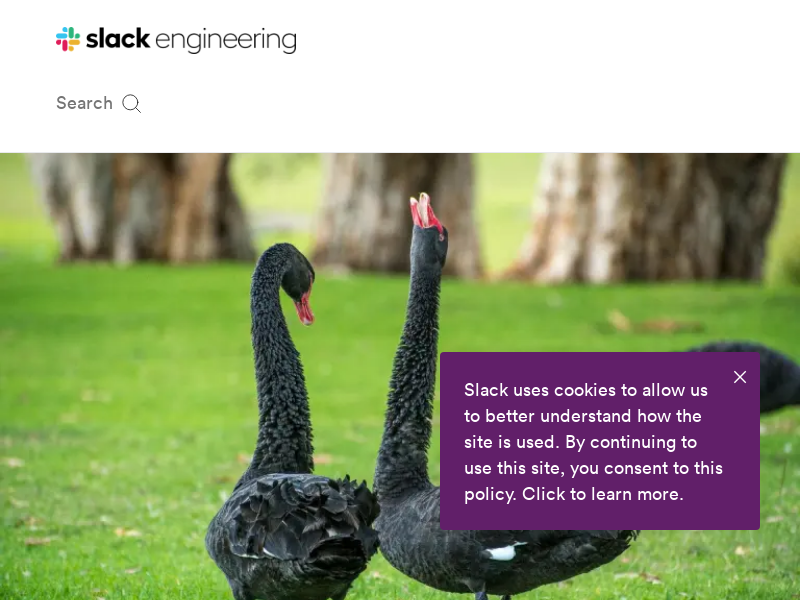 slack engineering
Search
Slack uses cookies to allow us
to better understand how the
site is used. By continuing to
use this site, you consent to this
policy. Click to learn more.